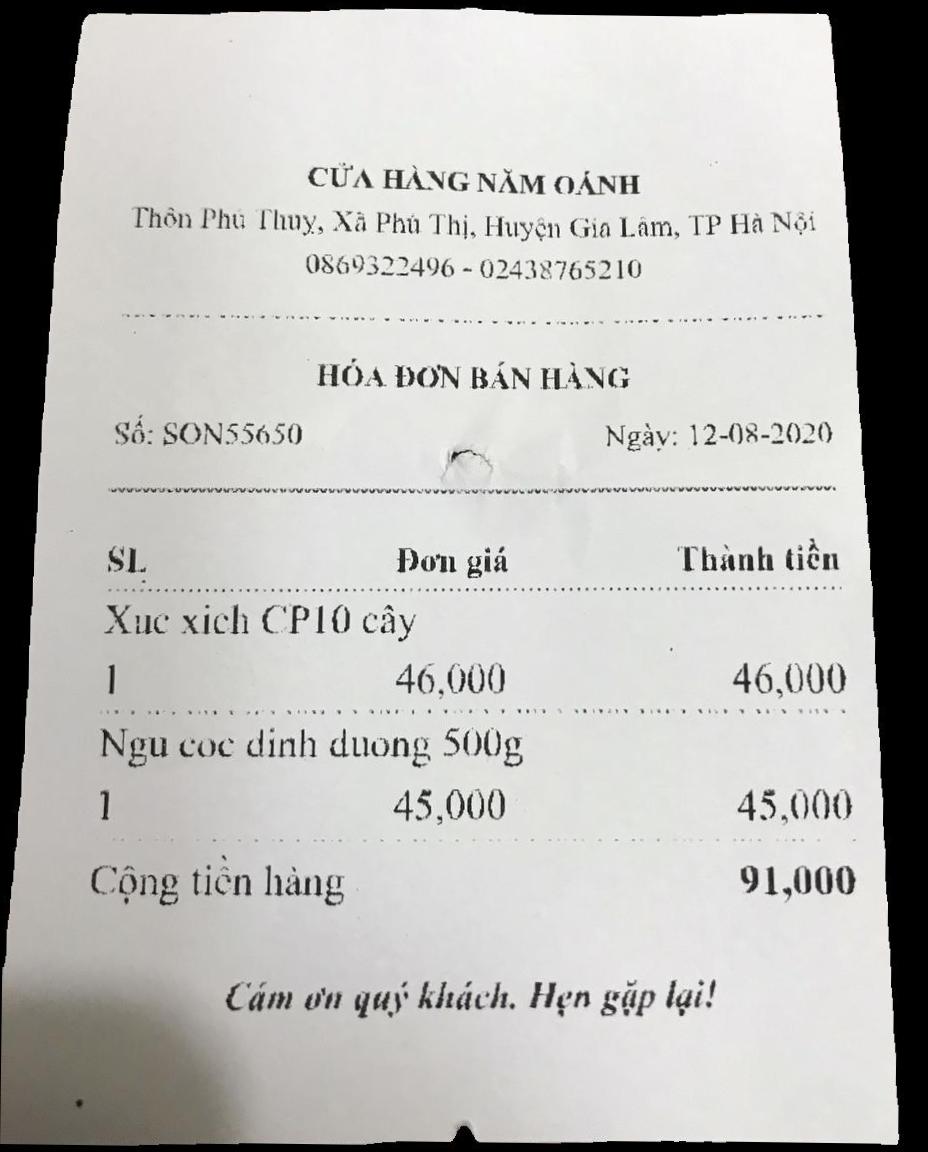 CỬA HÀNG NĂM OÁNH
Thôn Phú Thuỵ, Xã Phú Thị, Huyện Gia Lâm, TP Hà Nội
0869322496 - 02438765210
HÓA ĐƠN BÁN HÀNG
Số: SON55650 Ngày: 12-08-2020
SL Đơn giá Thành tiền
Xuc xich CP10 cây
1 46,000 46,000
Ngu coc dinh duong 500g
1 45,000 45,000
Cộng tiền hàng 91,000
Cám ơn quý khách. Hẹn gặp lại!